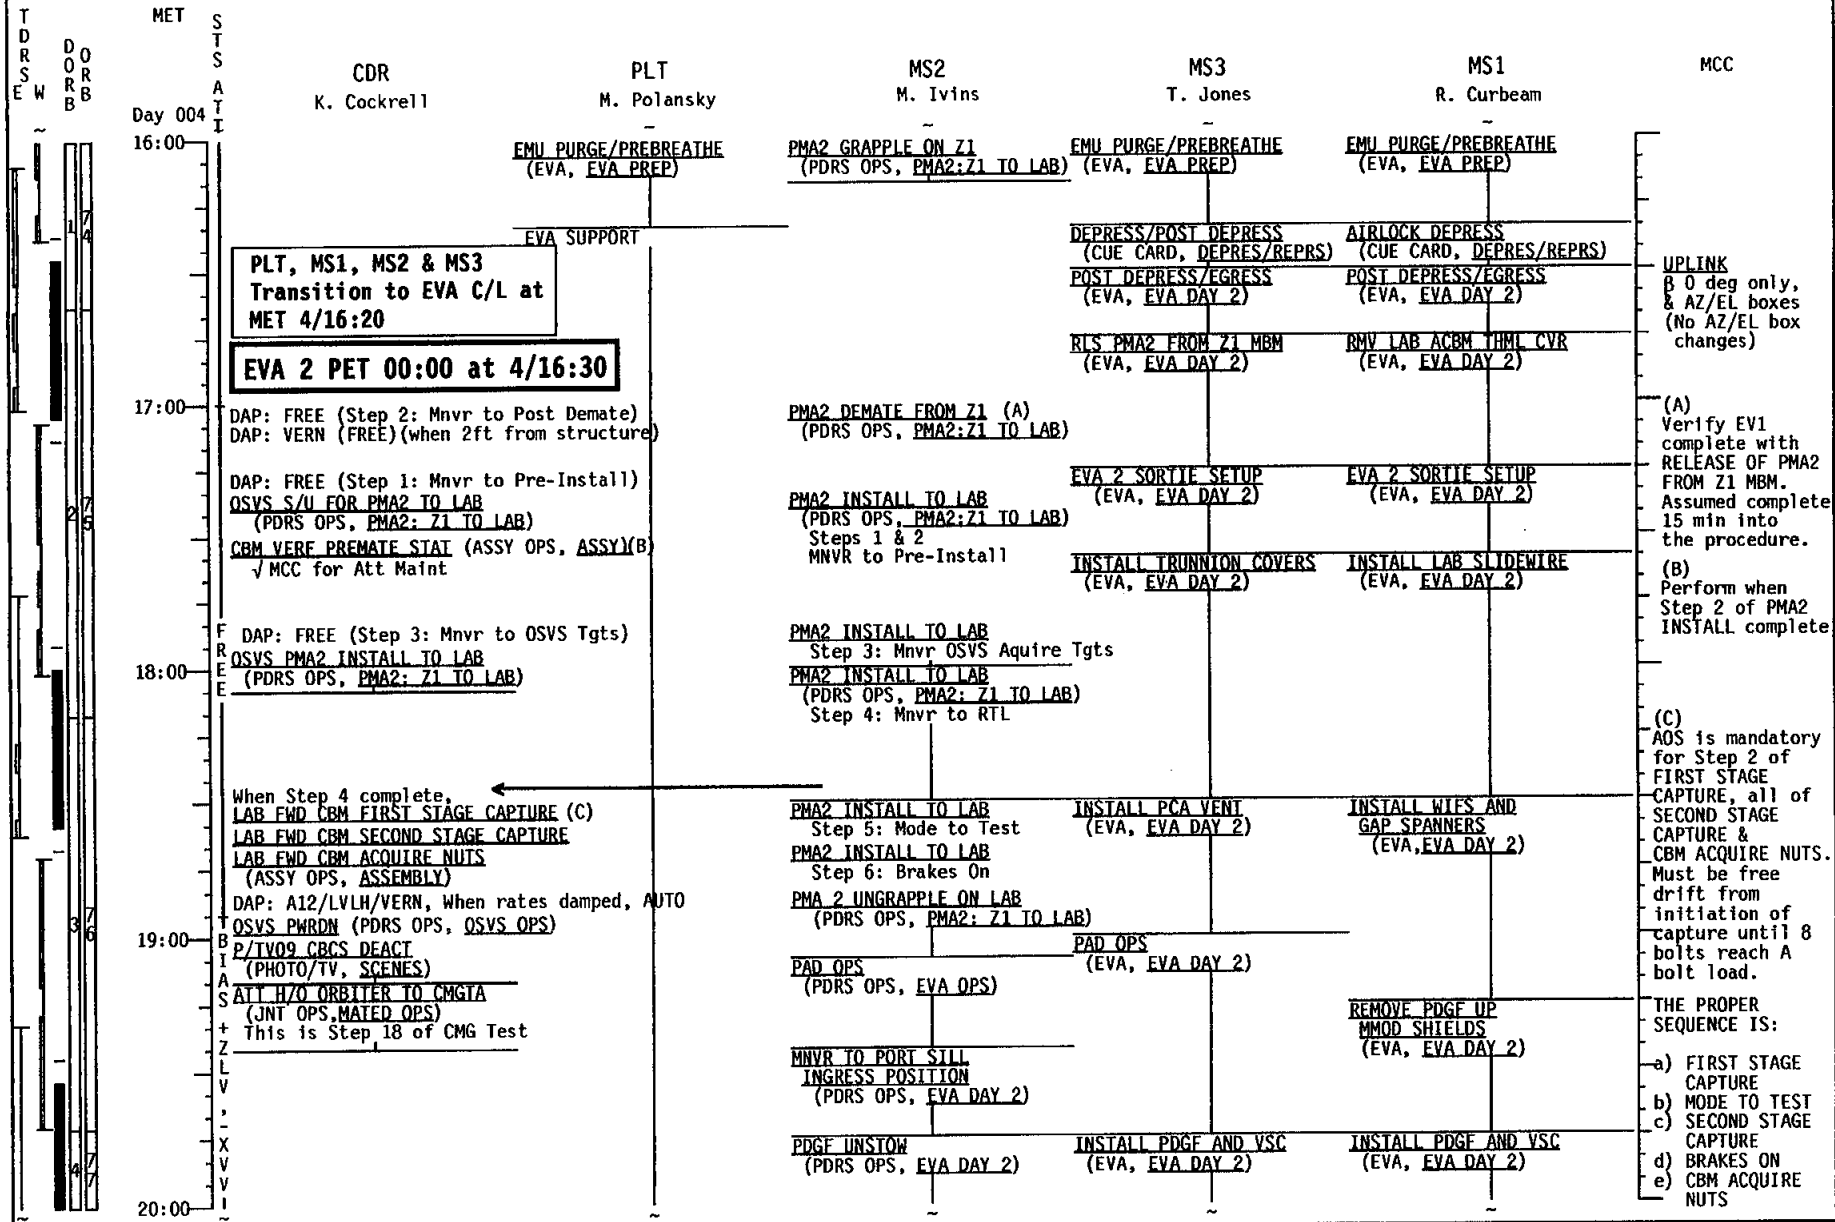 TDRS
E W
DORB
ORB
MET
STS ATT
CDR
K. Cockrell
PLT
M. Polansky
MS2
M. Ivins
MS3
T. Jones
MS1
R. Curbeam
MCC
Day 004
16:00
17:00
18:00
19:00
20:00
1
74
2
75
3
76
4
77
FREE
TBIAS +ZLV,-XVV
PLT, MS1, MS2 & MS3
Transition to EVA C/L at
MET 4/16:20
EVA 2 PET 00:00 at 4/16:30
DAP: FREE (Step 2: Mnvr to Post Demate)
DAP: VERN (FREE)(when 2ft from structure)
DAP: FREE (Step 1: Mnvr to Pre-Install)
OSVS S/U FOR PMA2 TO LAB
(PDRS OPS, PMA2: Z1 TO LAB)
CBM VERF PREMATE STAT (ASSY OPS, ASSY)(B)
√ MCC for Att Maint
DAP: FREE (Step 3: Mnvr to OSVS Tgts)
OSVS PMA2 INSTALL TO LAB
(PDRS OPS, PMA2: Z1 TO LAB)
When Step 4 complete,
LAB FWD CBM FIRST STAGE CAPTURE (C)
LAB FWD CBM SECOND STAGE CAPTURE
LAB FWD CBM ACQUIRE NUTS
(ASSY OPS, ASSEMBLY)
DAP: A12/LVLH/VERN, When rates damped, AUTO
OSVS PWRDN (PDRS OPS, OSVS OPS)
P/TV09 CBCS DEACT
(PHOTO/TV, SCENES)
ATT H/O ORBITER TO CMGTA
(JNT OPS,MATED OPS)
This is Step 18 of CMG Test
EMU PURGE/PREBREATHE
(EVA, EVA PREP)
EVA SUPPORT
PMA2 GRAPPLE ON Z1
(PDRS OPS, PMA2:Z1 TO LAB)
PMA2 DEMATE FROM Z1 (A)
(PDRS OPS, PMA2:Z1 TO LAB)
PMA2 INSTALL TO LAB
(PDRS OPS, PMA2:Z1 TO LAB)
Steps 1 & 2
MNVR to Pre-Install
PMA2 INSTALL TO LAB
Step 3: Mnvr OSVS Aquire Tgts
PMA2 INSTALL TO LAB
(PDRS OPS, PMA2: Z1 TO LAB)
Step 4: Mnvr to RTL
PMA2 INSTALL TO LAB
Step 5: Mode to Test
PMA2 INSTALL TO LAB
Step 6: Brakes On
PMA 2 UNGRAPPLE ON LAB
(PDRS OPS, PMA2: Z1 TO LAB)
PAD OPS
(PDRS OPS, EVA OPS)
MNVR TO PORT SILL
INGRESS POSITION
(PDRS OPS, EVA DAY 2)
PDGF UNSTOW
(PDRS OPS, EVA DAY 2)
EMU PURGE/PREBREATHE
(EVA, EVA PREP)
DEPRESS/POST DEPRESS
(CUE CARD, DEPRES/REPRS)
POST DEPRESS/EGRESS
(EVA, EVA DAY 2)
RLS PMA2 FROM Z1 MBM
(EVA, EVA DAY 2)
EVA 2 SORTIE SETUP
(EVA, EVA DAY 2)
INSTALL TRUNNION COVERS
(EVA, EVA DAY 2)
INSTALL PCA VENT
(EVA, EVA DAY 2)
PAD OPS
(EVA, EVA DAY 2)
INSTALL PDGF AND VSC
(EVA, EVA DAY 2)
EMU PURGE/PREBREATHE
(EVA, EVA PREP)
AIRLOCK DEPRESS
(CUE CARD, DEPRES/REPRS)
POST DEPRESS/EGRESS
(EVA, EVA DAY 2)
RMV LAB ACBM THML CVR
(EVA, EVA DAY 2)
EVA 2 SORTIE SETUP
(EVA, EVA DAY 2)
INSTALL LAB SLIDEWIRE
(EVA, EVA DAY 2)
INSTALL WIFS AND
GAP SPANNERS
(EVA,EVA DAY 2)
REMOVE PDGF UP
MMOD SHIELDS
(EVA, EVA DAY 2)
INSTALL PDGF AND VSC
(EVA, EVA DAY 2)
UPLINK
β 0 deg only,
& AZ/EL boxes
(No AZ/EL box
changes)
(A)
Verify EV1
complete with
RELEASE OF PMA2
FROM Z1 MBM.
Assumed complete
15 min into
the procedure.
(B)
Perform when
Step 2 of PMA2
INSTALL complete
(C)
AOS is mandatory
for Step 2 of
FIRST STAGE
CAPTURE, all of
SECOND STAGE
CAPTURE &
CBM ACQUIRE NUTS.
Must be free
drift from
initiation of
capture until 8
bolts reach A
bolt load.
THE PROPER
SEQUENCE IS:
a) FIRST STAGE
CAPTURE
b) MODE TO TEST
c) SECOND STAGE
CAPTURE
d) BRAKES ON
e) CBM ACQUIRE
NUTS